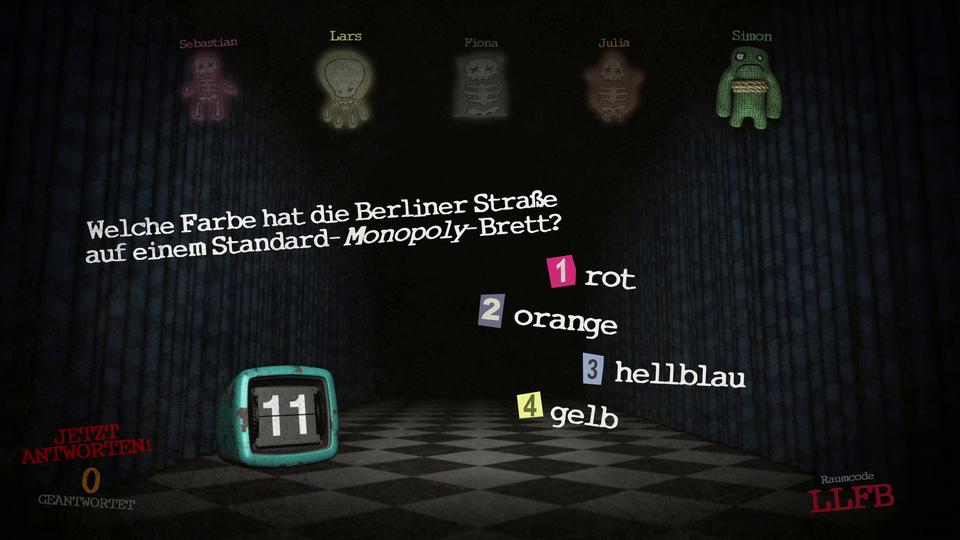 Sebastian
Lars
Fiona
Julia
Simon
Welche Farbe hat die Berliner Straße
auf einem Standard-Monopoly-Brett?
1 rot
2 orange
3 hellblau
4 gelb
11
JETZT
ANTWORTEN!
0
GEANTWORTET
Raumcode
LLFB